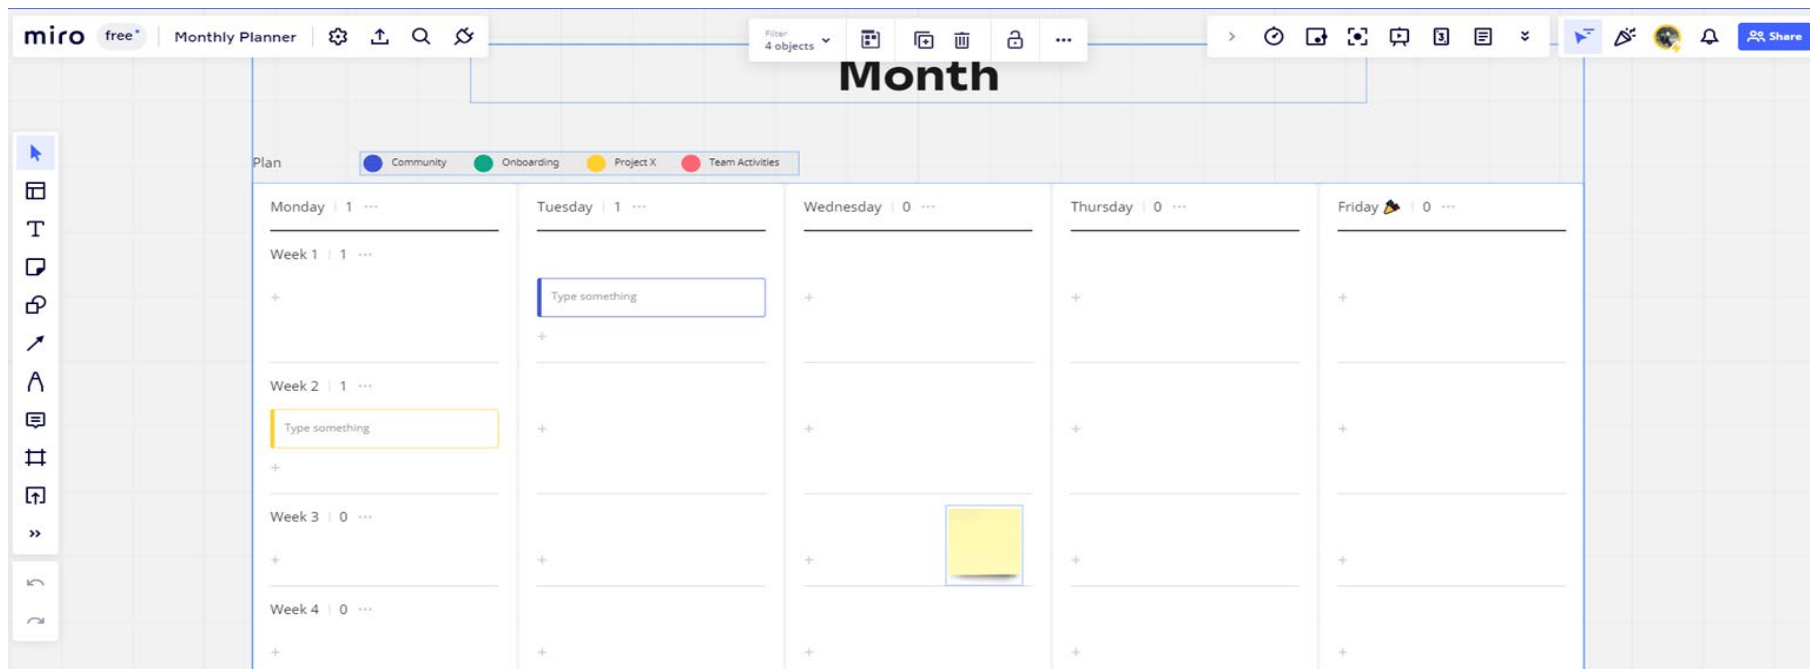 miro free Monthly Planner
Filter
4 objects
3
Share
Month
Plan Community Onboarding Project X Team Activities
Monday 1 Tuesday 1 Wednesday 0 Thursday 0 Friday 🎉 0
Week 1 1
Type something
Week 2 1
Type something
Week 3 0
Week 4 0